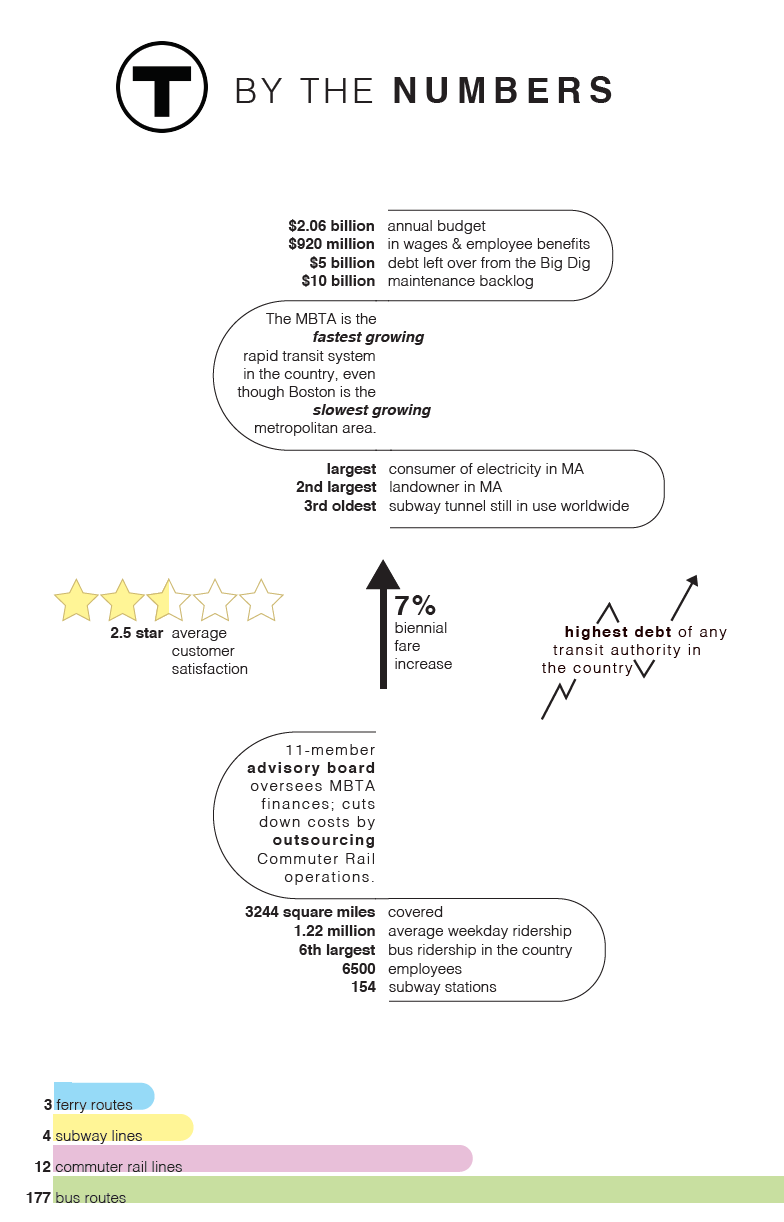 T BY THE NUMBERS
$2.06 billion annual budget
$920 million in wages & employee benefits
$5 billion debt left over from the Big Dig
$10 billion maintenance backlog
The MBTA is the
fastest growing
rapid transit system
in the country, even
though Boston is the
slowest growing
metropolitan area.
largest consumer of electricity in MA
2nd largest landowner in MA
3rd oldest subway tunnel still in use worldwide
2.5 star average
customer
satisfaction
7%
biennial
fare
increase
highest debt of any
transit authority in
the country
11-member
advisory board
oversees MBTA
finances; cuts
down costs by
outsourcing
Commuter Rail
operations.
3244 square miles covered
1.22 million average weekday ridership
6th largest bus ridership in the country
6500 employees
154 subway stations
3 ferry routes
4 subway lines
12 commuter rail lines
177 bus routes